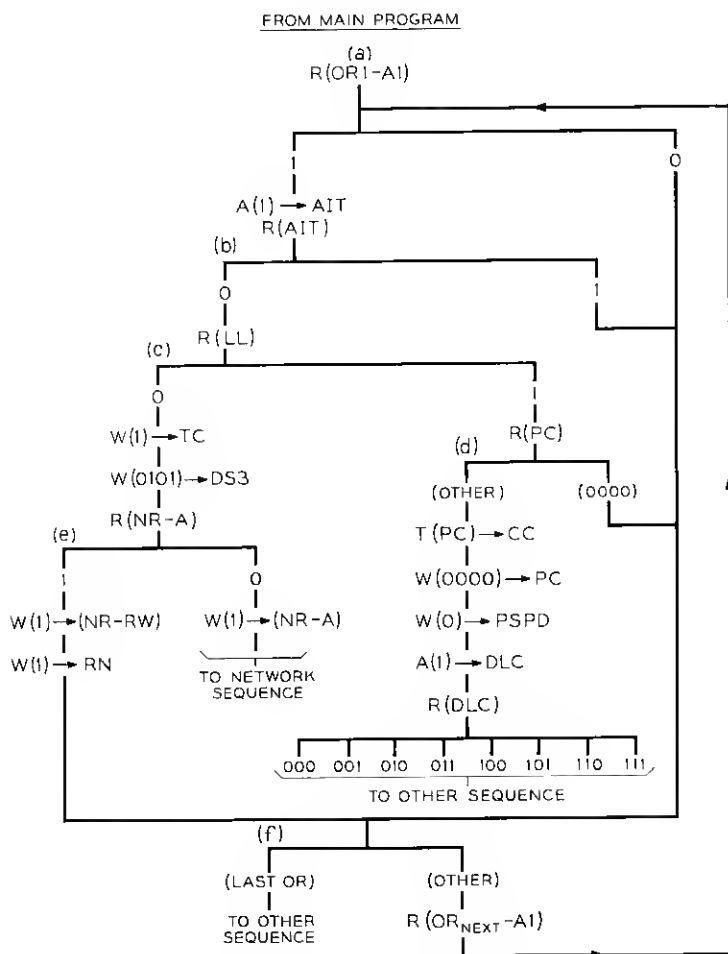 FROM MAIN PROGRAM
(a)
R(OR1-A1)
1
0
A(1)→AIT
R(AIT)
(b)
0
1
R(LL)
(c)
0
1
W(1)→TC
R(PC)
(d)
W(0101)→DS3
(OTHER)
(0000)
R(NR-A)
T(PC)→CC
(e)
1
0
W(0000)→PC
W(1)→(NR-RW)
W(1)→(NR-A)
W(0)→PSPD
W(1)→RN
TO NETWORK
SEQUENCE
A(1)→DLC
R(DLC)
000 001 010 011 100 101 110 111
TO OTHER SEQUENCE
(f)
(LAST OR)
(OTHER)
TO OTHER
SEQUENCE
R(ORNEXT-A1)